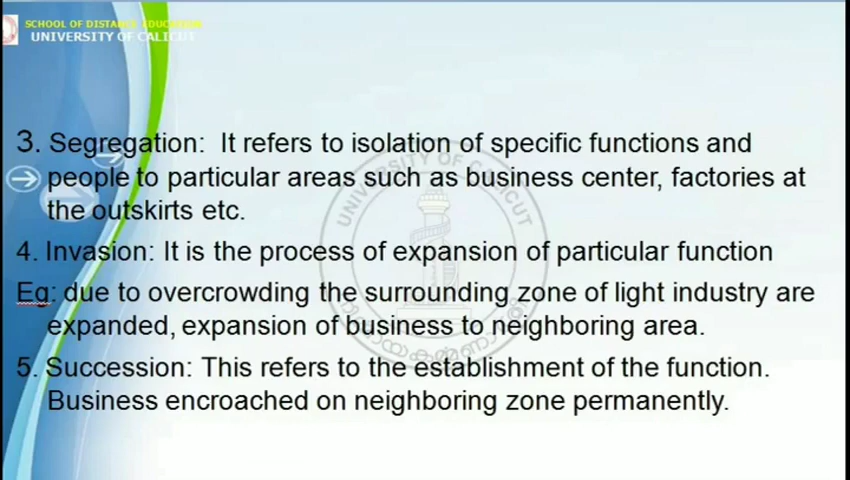 SCHOOL OF DISTANCE EDUCATION
UNIVERSITY OF CALICUT
3. Segregation: It refers to isolation of specific functions and
people to particular areas such as business center, factories at
the outskirts etc.
4. Invasion: It is the process of expansion of particular function
Eg: due to overcrowding the surrounding zone of light industry are
expanded, expansion of business to neighboring area.
5. Succession: This refers to the establishment of the function.
Business encroached on neighboring zone permanently.
UNIVERSITY OF CALICUT